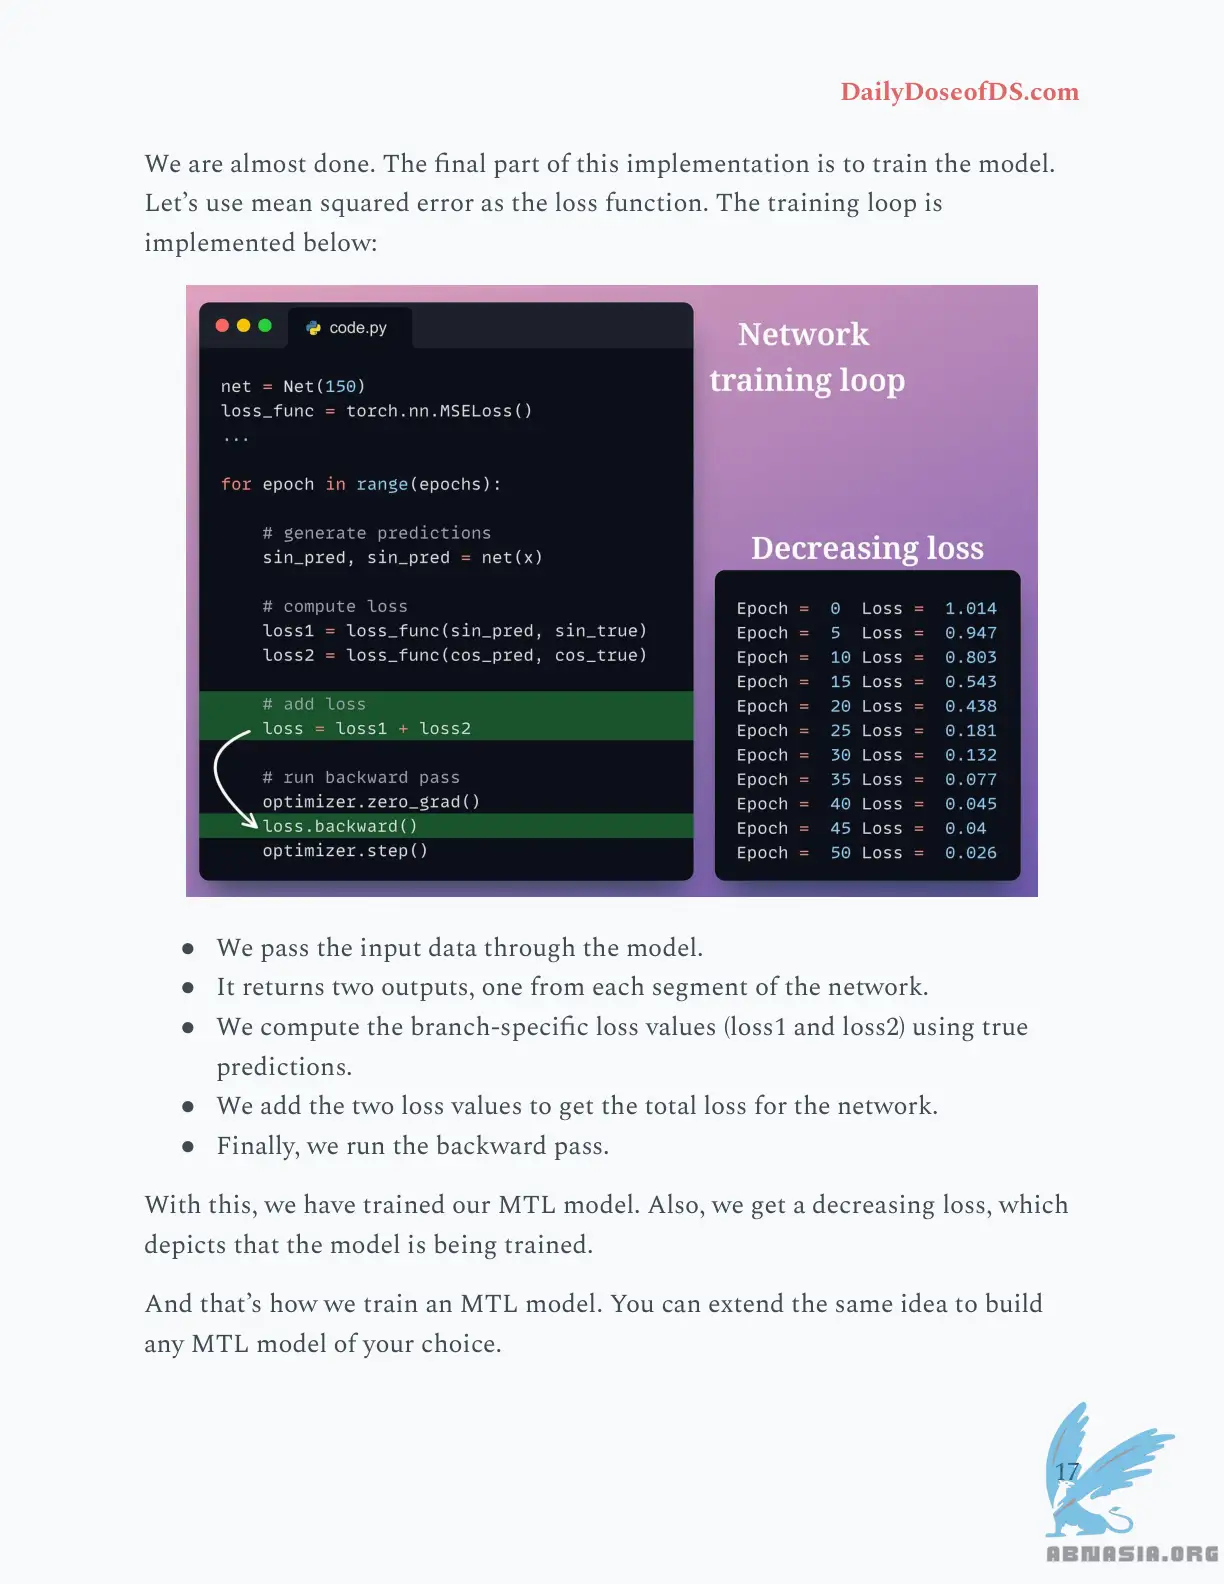 DailyDoseofDS.com
We are almost done. The final part of this implementation is to train the model.
Let’s use mean squared error as the loss function. The training loop is
implemented below:
code.py
net = Net(150)
loss_func = torch.nn.MSELoss()
...
for epoch in range(epochs):
# generate predictions
sin_pred, sin_pred = net(x)
# compute loss
loss1 = loss_func(sin_pred, sin_true)
loss2 = loss_func(cos_pred, cos_true)
# add loss
loss = loss1 + loss2
# run backward pass
optimizer.zero_grad()
loss.backward()
optimizer.step()
Network
training loop
Decreasing loss
Epoch = 0 Loss = 1.014
Epoch = 5 Loss = 0.947
Epoch = 10 Loss = 0.803
Epoch = 15 Loss = 0.543
Epoch = 20 Loss = 0.438
Epoch = 25 Loss = 0.181
Epoch = 30 Loss = 0.132
Epoch = 35 Loss = 0.077
Epoch = 40 Loss = 0.045
Epoch = 45 Loss = 0.04
Epoch = 50 Loss = 0.026
● We pass the input data through the model.
● It returns two outputs, one from each segment of the network.
● We compute the branch-specific loss values (loss1 and loss2) using true
predictions.
● We add the two loss values to get the total loss for the network.
● Finally, we run the backward pass.
With this, we have trained our MTL model. Also, we get a decreasing loss, which
depicts that the model is being trained.
And that’s how we train an MTL model. You can extend the same idea to build
any MTL model of your choice.
17
ABNASIA.ORG